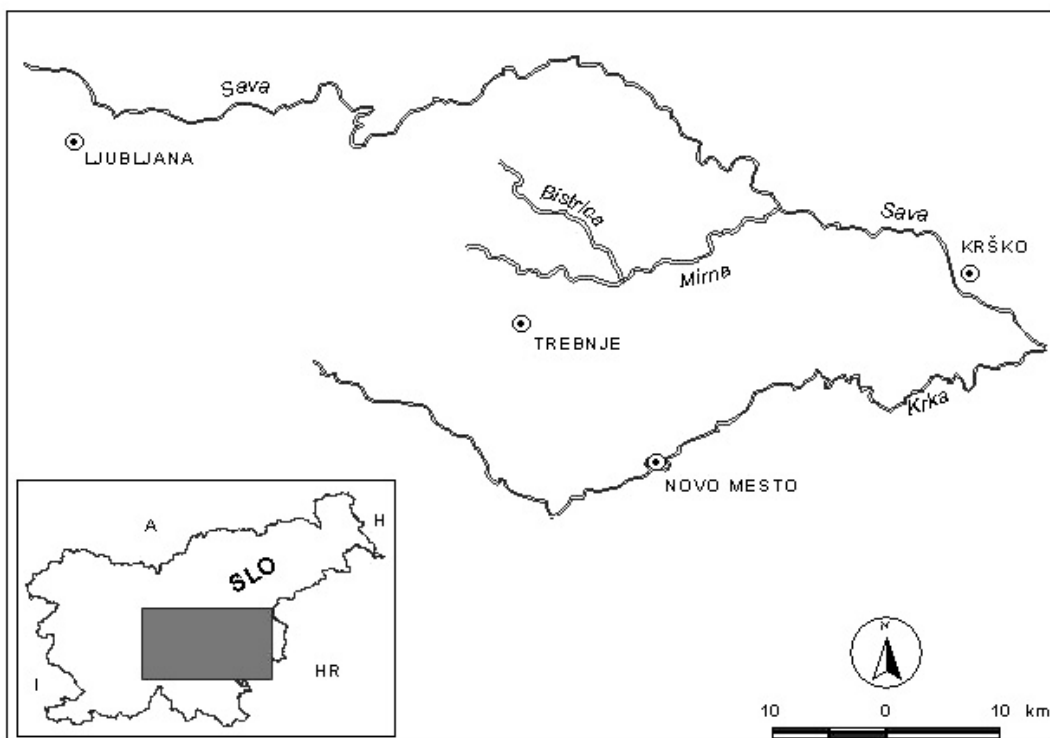 Sava
LJUBLJANA
Bistrica
Sava
KRŠKO
Mirna
TREBNJE
Krka
NOVO MESTO
A
H
SLO
HR
I
N
10 0 10 km